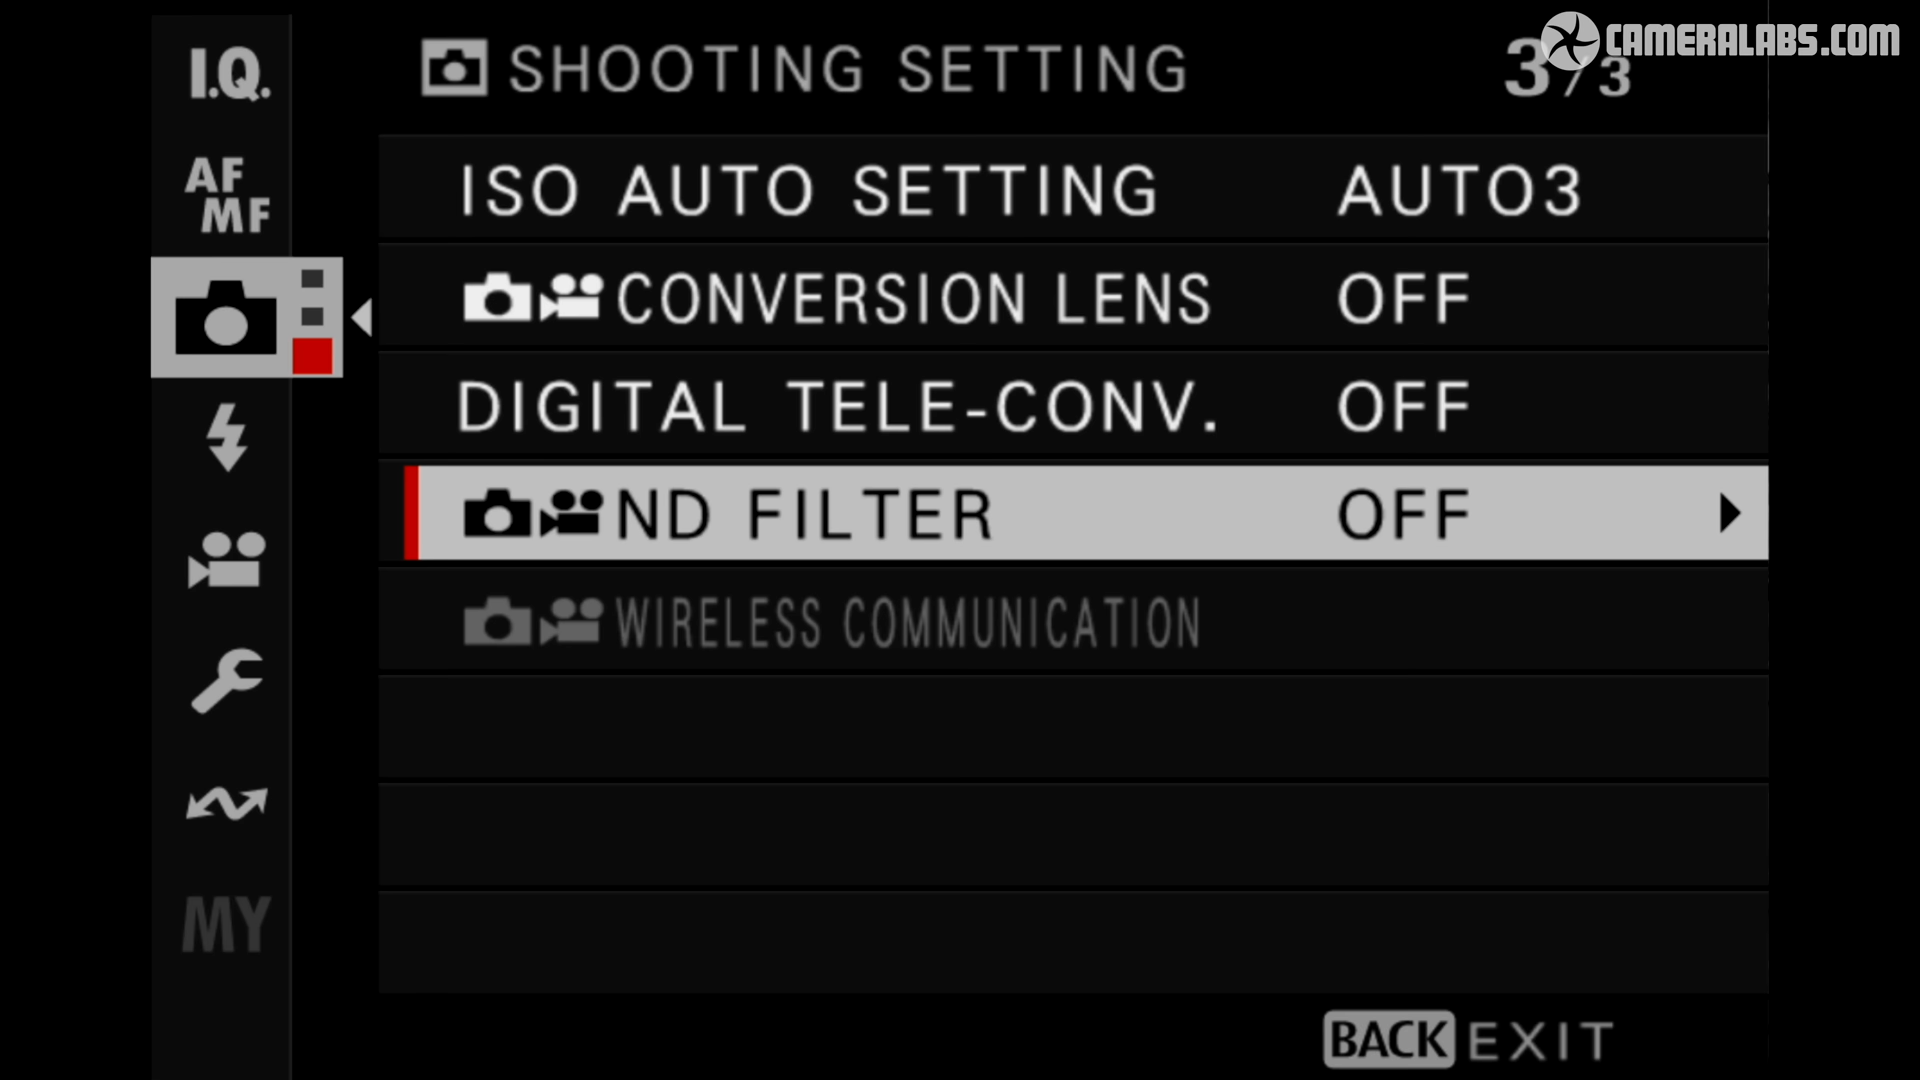 I.Q.
SHOOTING SETTING 3/3
CAMERALABS.COM
AF
MF
ISO AUTO SETTING AUTO3
CONVERSION LENS OFF
DIGITAL TELE-CONV. OFF
ND FILTER OFF
WIRELESS COMMUNICATION
MY
BACK EXIT